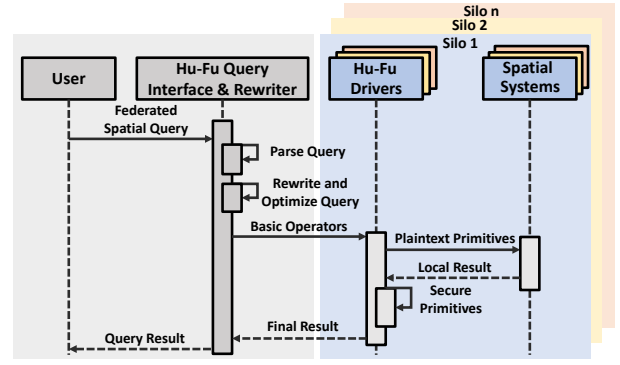 Silo n
Silo 2
Silo 1
User
Hu-Fu Query
Interface & Rewriter
Hu-Fu
Drivers
Spatial
Systems
Federated
Spatial Query
Parse Query
Rewrite and
Optimize Query
Basic Operators
Plaintext Primitives
Local Result
Secure
Primitives
Final Result
Query Result